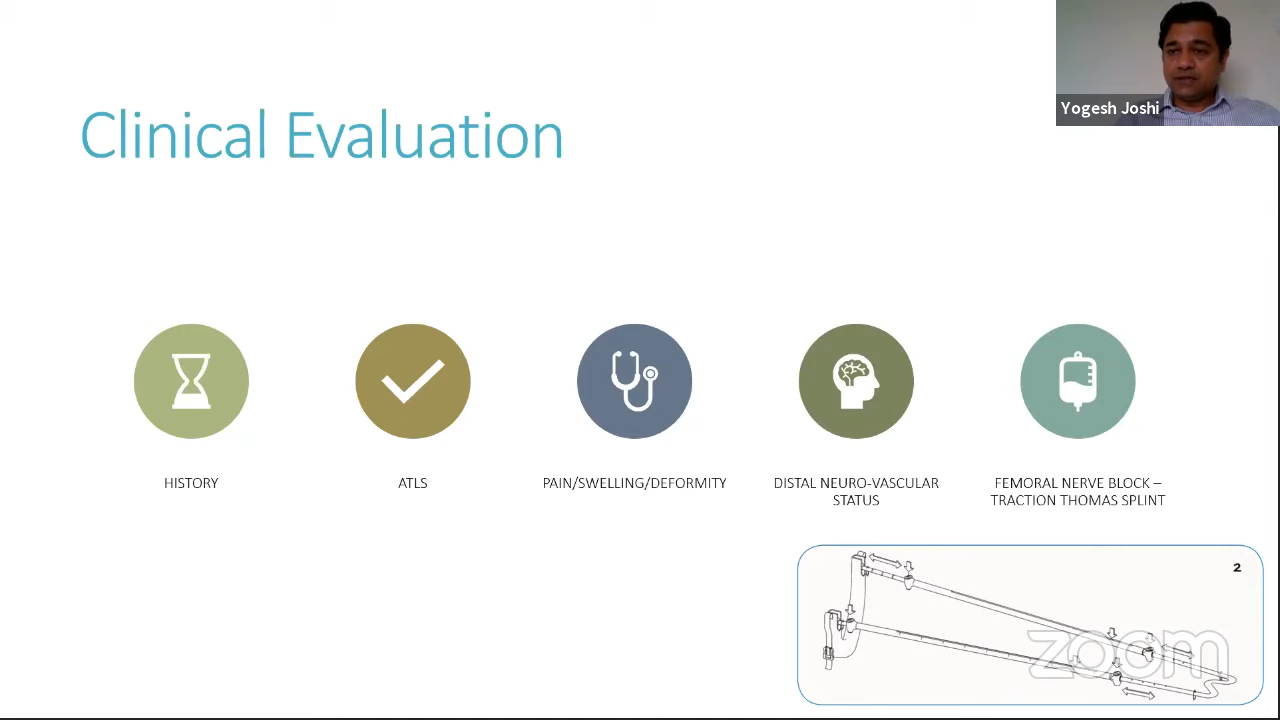 Yogesh Joshi
Clinical Evaluation
HISTORY
ATLS
PAIN/SWELLING/DEFORMITY
DISTAL NEURO-VASCULAR
STATUS
FEMORAL NERVE BLOCK –
TRACTION THOMAS SPLINT
2
zoom